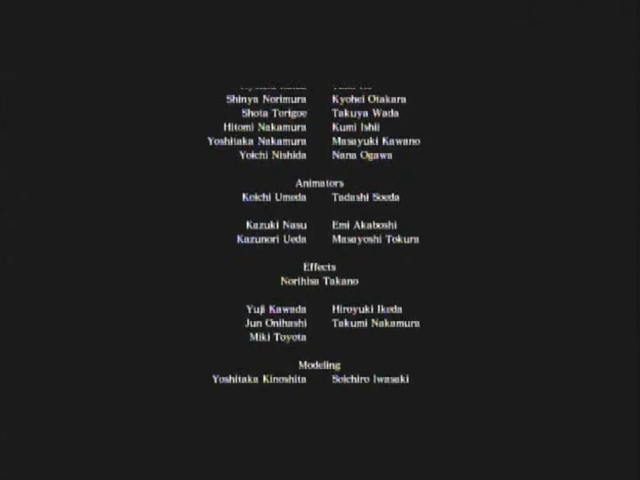 Shinya Norimura Kyohei Otakara
Shota Torigoe Takuya Wada
Hitomi Nakamura Kumi Ishii
Yoshitaka Nakamura Masayuki Kawano
Yoichi Nishida Nana Ogawa
Animators
Koichi Umeda Tadashi Soeda
Kazuki Nasu Emi Akaboshi
Kazunori Ueda Masayoshi Tokura
Effects
Norihisa Takano
Yuji Kawada Hiroyuki Ikeda
Jun Onihashi Takumi Nakamura
Miki Toyota
Modeling
Yoshitaka Kinoshita Soichiro Iwasaki